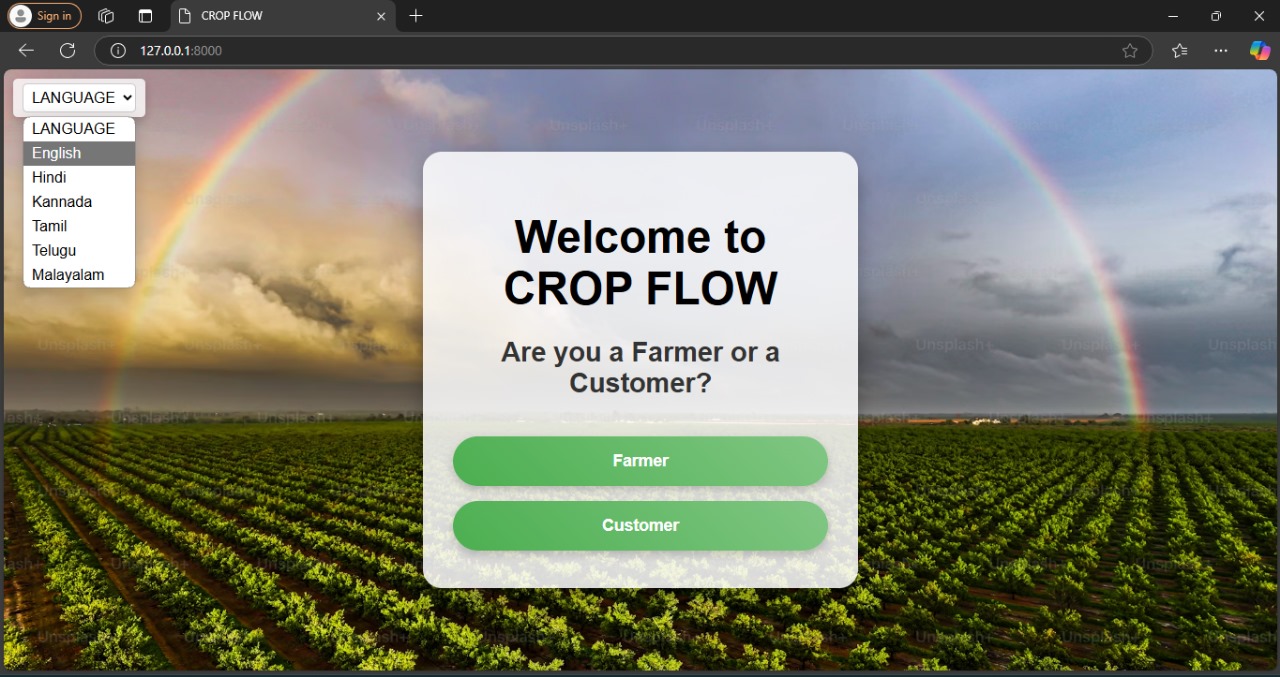 Sign in
CROP FLOW
127.0.0.1:8000
LANGUAGE
LANGUAGE
English
Hindi
Kannada
Tamil
Telugu
Malayalam
Welcome to
CROP FLOW
Are you a Farmer or a
Customer?
Farmer
Customer
Unsplash+